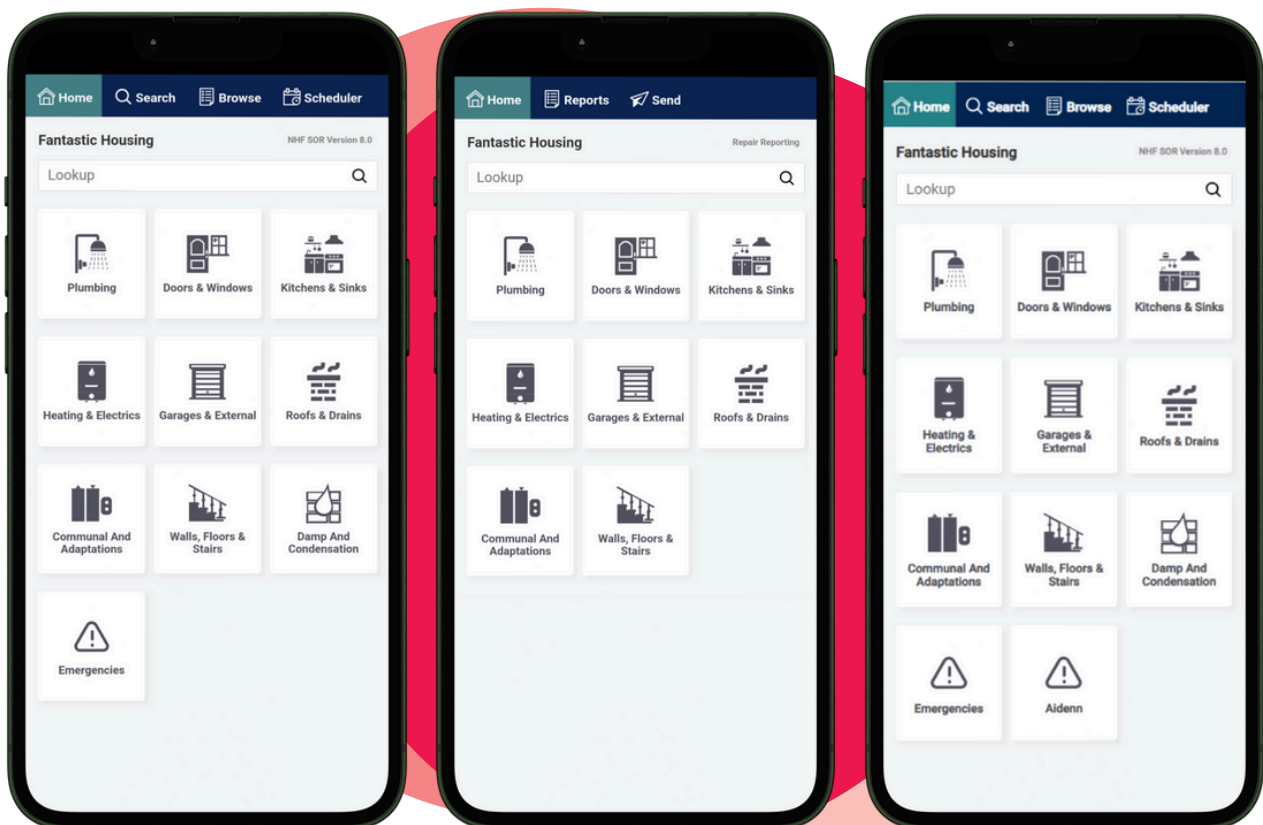 Home Search Browse Scheduler
Fantastic Housing NHF SOR Version 8.0
Lookup
Plumbing Doors & Windows Kitchens & Sinks
Heating & Electrics Garages & External Roofs & Drains
Communal And Walls, Floors & Damp And
Adaptations Stairs Condensation
Emergencies
Home Reports Send
Fantastic Housing Repair Reporting
Lookup
Plumbing Doors & Windows Kitchens & Sinks
Heating & Electrics Garages & External Roofs & Drains
Communal And Walls, Floors &
Adaptations Stairs
Home Search Browse Scheduler
Fantastic Housing NHF SOR Version 8.0
Lookup
Plumbing Doors & Windows Kitchens & Sinks
Heating & Garages & Roofs & Drains
Electrics External
Communal And Walls, Floors & Damp And
Adaptations Stairs Condensation
Emergencies Aidenn